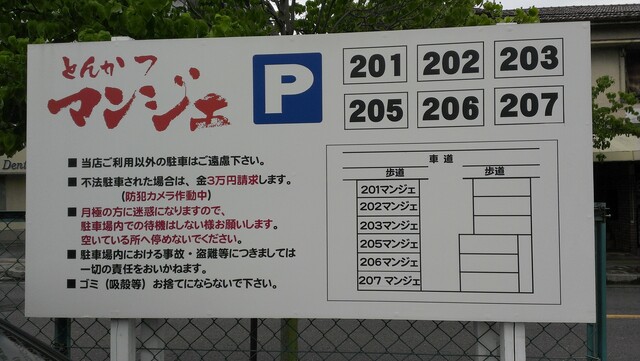 とんかつ
マンジェ
P
201 202 203
205 206 207
■ 当店ご利用以外の駐車はご遠慮下さい。
■ 不法駐車された場合は、金3万円請求します。
(防犯カメラ作動中)
■ 月極の方に迷惑になりますので、
駐車場内での待機はしない様お願いします。
空いている所へ停めないでください。
■ 駐車場内における事故・盗難等につきましては
一切の責任をおいかねます。
■ ゴミ(吸殻等)お捨てにならないで下さい。
車道
歩道 歩道
201マンジェ
202マンジェ
203マンジェ
205マンジェ
206マンジェ
207マンジェ
Dent